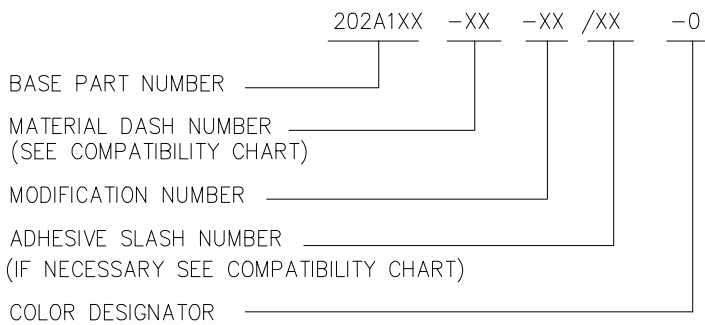 202A1XX -XX -XX /XX -0
BASE PART NUMBER
MATERIAL DASH NUMBER
(SEE COMPATIBILITY CHART)
MODIFICATION NUMBER
ADHESIVE SLASH NUMBER
(IF NECESSARY SEE COMPATIBILITY CHART)
COLOR DESIGNATOR